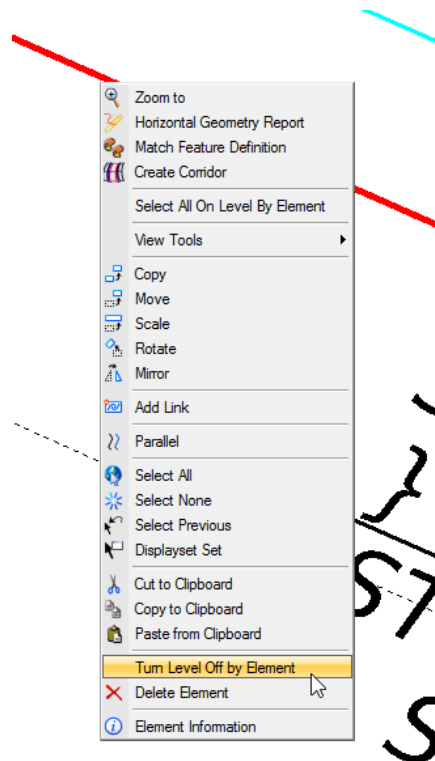 Zoom to
Horizontal Geometry Report
Match Feature Definition
Create Corridor
Select All On Level By Element
View Tools
Copy
Move
Scale
Rotate
Mirror
Add Link
Parallel
Select All
Select None
Select Previous
Displayset Set
Cut to Clipboard
Copy to Clipboard
Paste from Clipboard
Turn Level Off by Element
Delete Element
Element Information
ST
S